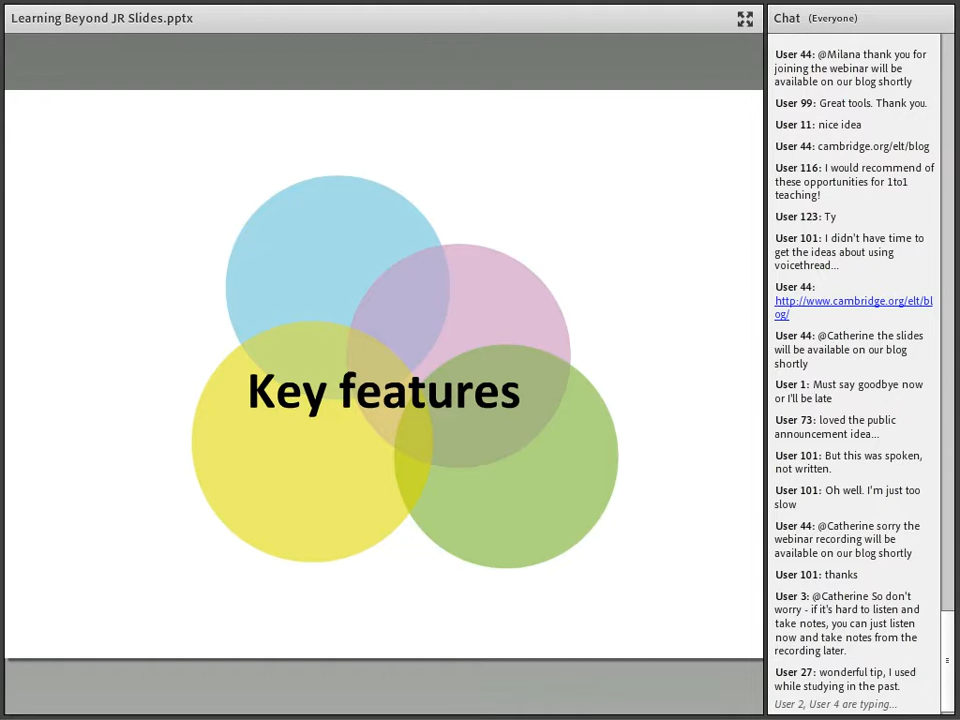 Learning Beyond JR Slides.pptx
Key features
Chat (Everyone)
User 44: @Milana thank you for
joining the webinar will be
available on our blog shortly
User 99: Great tools. Thank you.
User 11: nice idea
User 44: cambridge.org/elt/blog
User 116: I would recommend of
these opportunities for 1to1
teaching!
User 123: Ty
User 101: I didn't have time to
get the ideas about using
voicethread...
User 44:
http://www.cambridge.org/elt/bl
og/
User 44: @Catherine the slides
will be available on our blog
shortly
User 1: Must say goodbye now
or I'll be late
User 73: loved the public
announcement idea...
User 101: But this was spoken,
not written.
User 101: Oh well. I'm just too
slow
User 44: @Catherine sorry the
webinar recording will be
available on our blog shortly
User 101: thanks
User 3: @Catherine So don't
worry - if it's hard to listen and
take notes, you can just listen
now and take notes from the
recording later.
User 27: wonderful tip, I used
while studying in the past.
User 2, User 4 are typing...